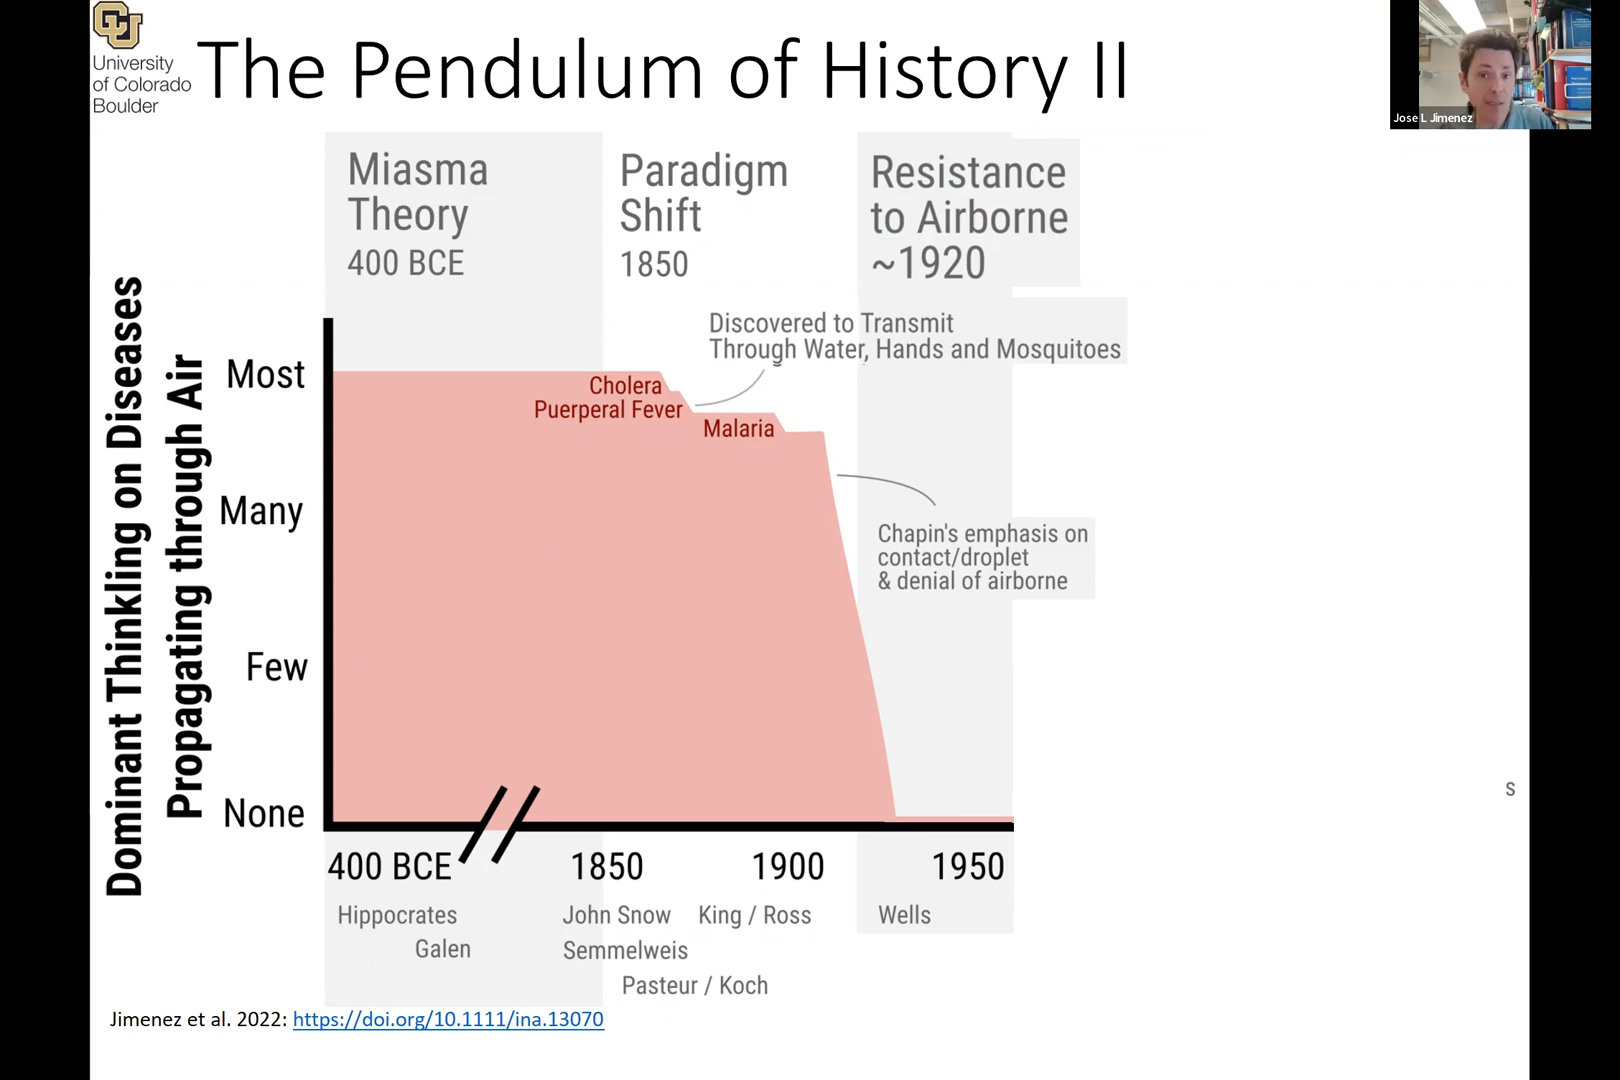 University
of Colorado
Boulder
The Pendulum of History II
Jose L Jimenez
Miasma
Theory
400 BCE
Paradigm
Shift
1850
Resistance
to Airborne
~1920
Dominant Thinkling on Diseases
Propagating through Air
Most
Many
Few
None
Discovered to Transmit
Through Water, Hands and Mosquitoes
Cholera
Puerperal Fever
Malaria
Chapin's emphasis on
contact/droplet
& denial of airborne
s
400 BCE
1850
1900
1950
Hippocrates
Galen
John Snow
Semmelweis
Pasteur / Koch
King / Ross
Wells
Jimenez et al. 2022: https://doi.org/10.1111/ina.13070